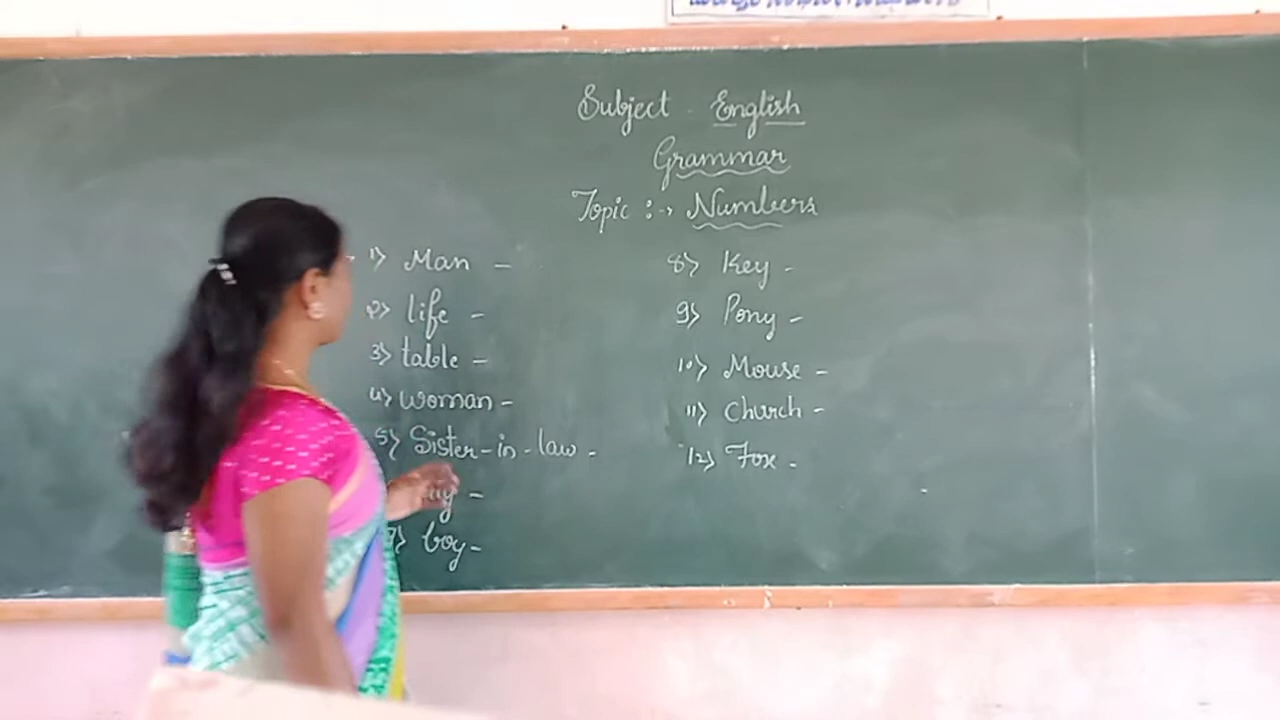 Subject - English
Grammar
Topic :→ Numbers
1) Man -
2) life -
3) table -
4) woman -
5) Sister-in-law -
7) boy -
8) Key -
9) Pony -
10) Mouse -
11) Church -
12) Fox -